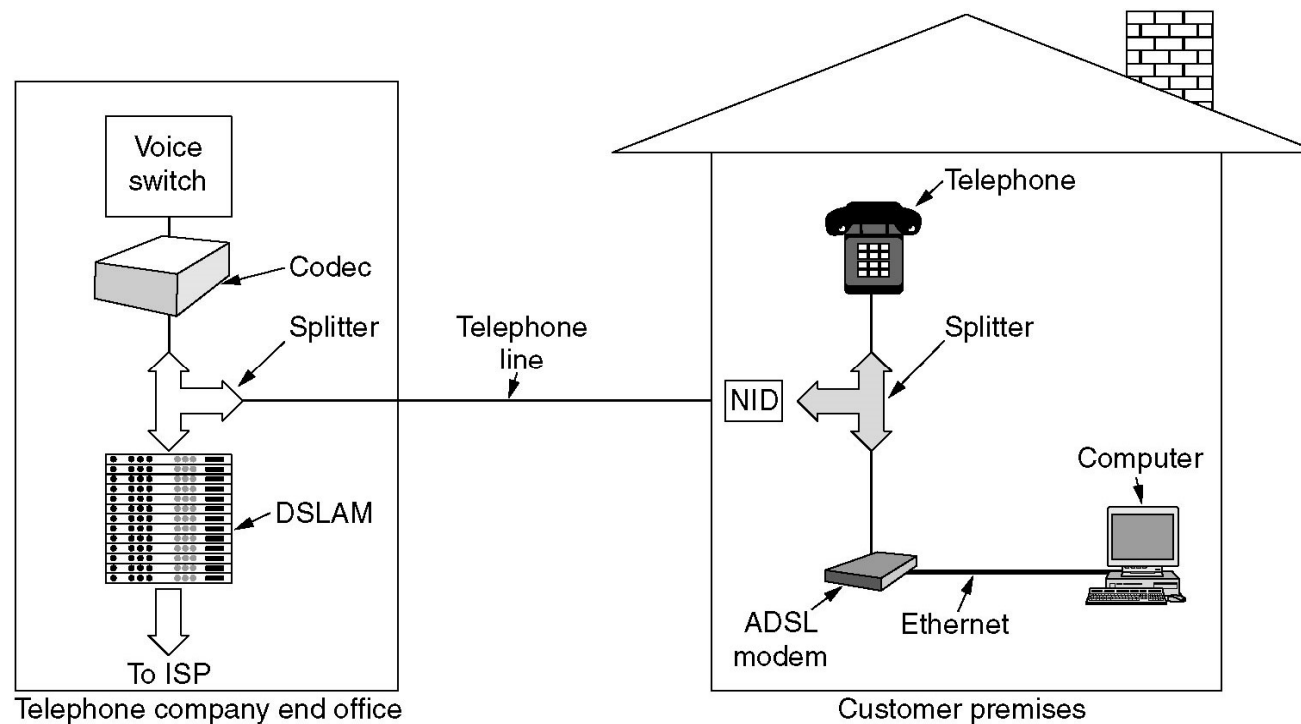 Voice
switch
Codec
Splitter
DSLAM
To ISP
Telephone company end office
Telephone
line
Telephone
Splitter
NID
Computer
ADSL
modem
Ethernet
Customer premises